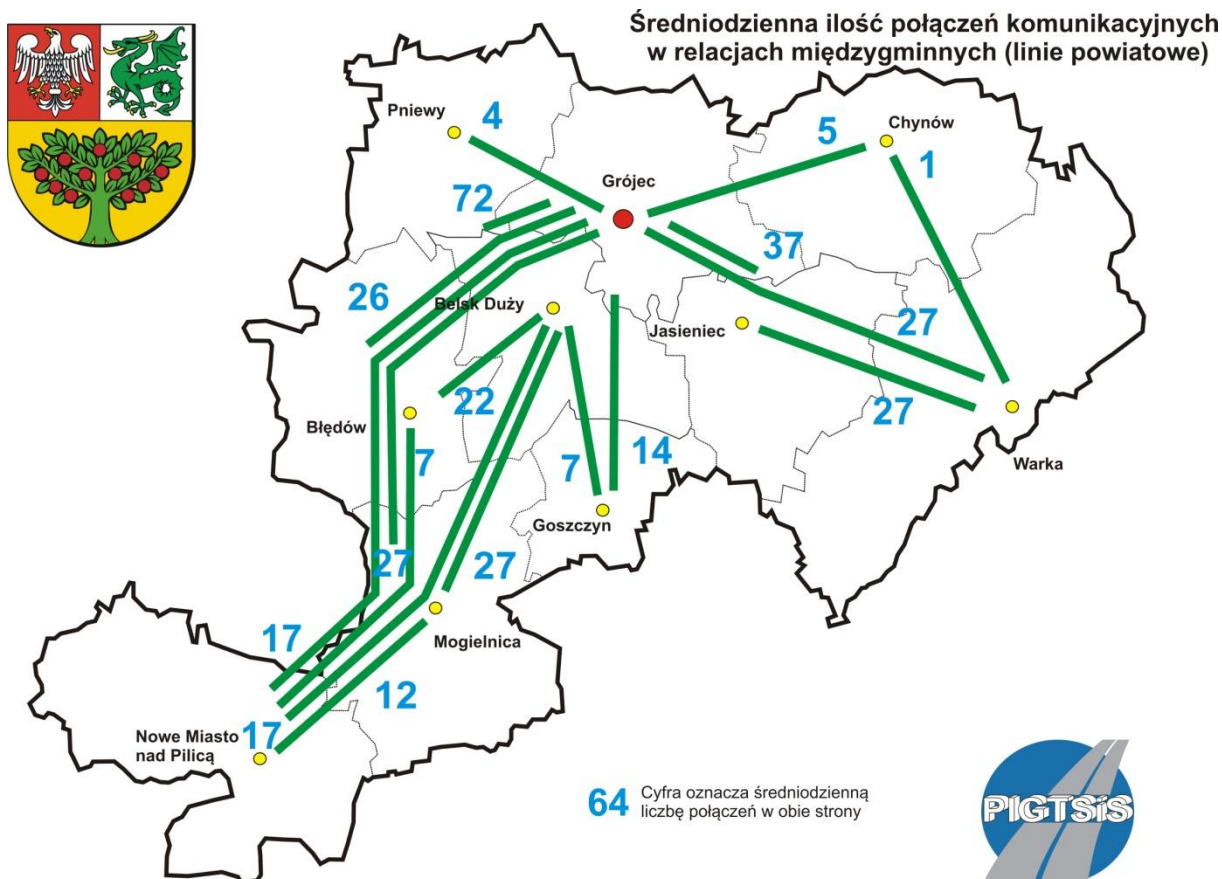 Średniodzienna ilość połączeń komunikacyjnych
w relacjach międzygminnych (linie powiatowe)
Pniewy
4
5
Chynów
1
Grójec
72
37
26
Belsk Duży
Jasieniec
27
22
27
Błędów
7
14
7
Warka
Goszczyn
27
27
Mogielnica
17
12
Nowe Miasto
nad Pilicą
17
64
Cyfra oznacza średniodzienną
liczbę połączeń w obie strony
PIGTSiS